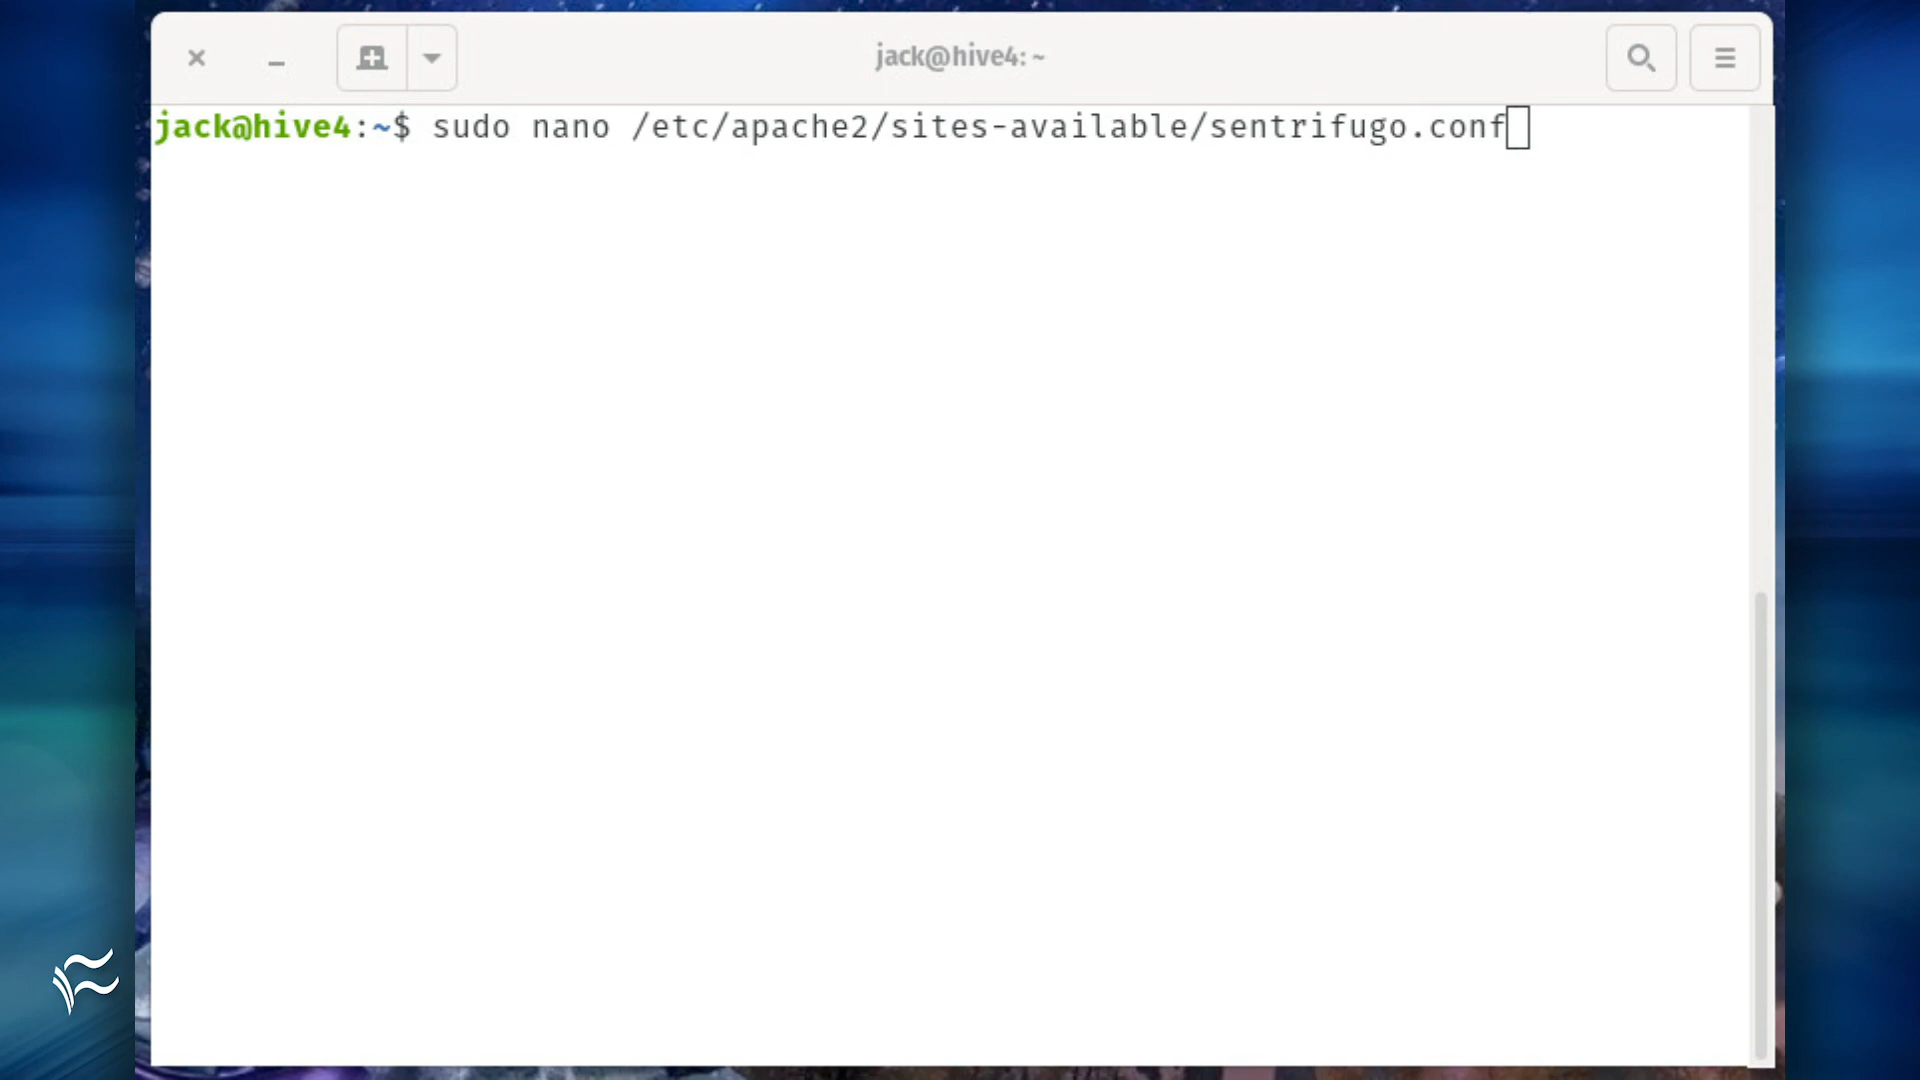 jack@hive4: ~
jack@hive4:~$ sudo nano /etc/apache2/sites-available/sentrifugo.conf